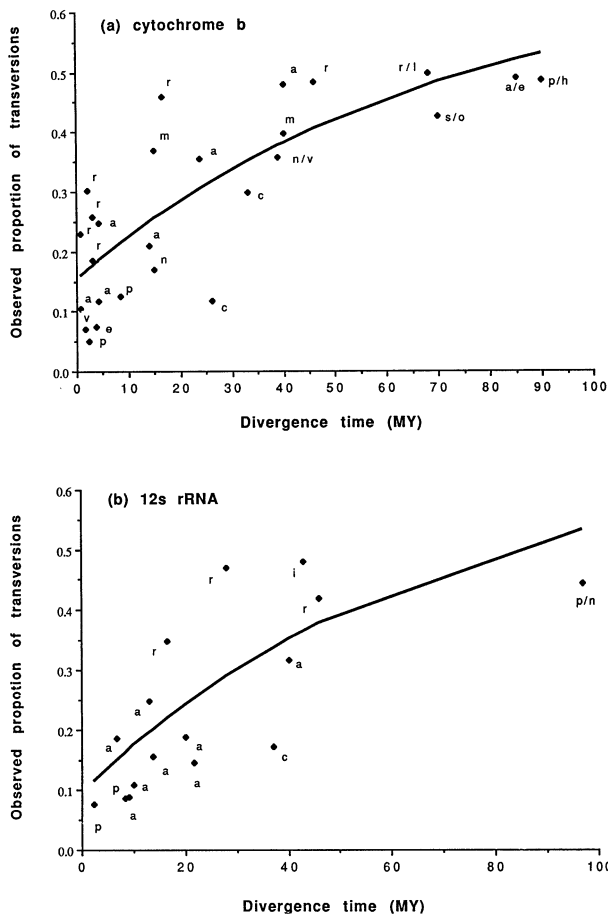 (a) cytochrome b
Observed proportion of transversions
0.6
0.5
0.4
0.3
0.2
0.1
0.0
r
m
a
a
r
m
n/v
r/l
s/o
a/e
p/h
c
c
r
r
a
r
r
a
n
a
a
p
v
e
p
0 10 20 30 40 50 60 70 80 90 100
Divergence time (MY)
(b) 12s rRNA
Observed propotion of transversions
0.6
0.5
0.4
0.3
0.2
0.1
0.0
r
i
r
p/n
r
a
a
a
a
c
a
a
p
a
a
p
0 20 40 60 80 100
Divergence time (MY)